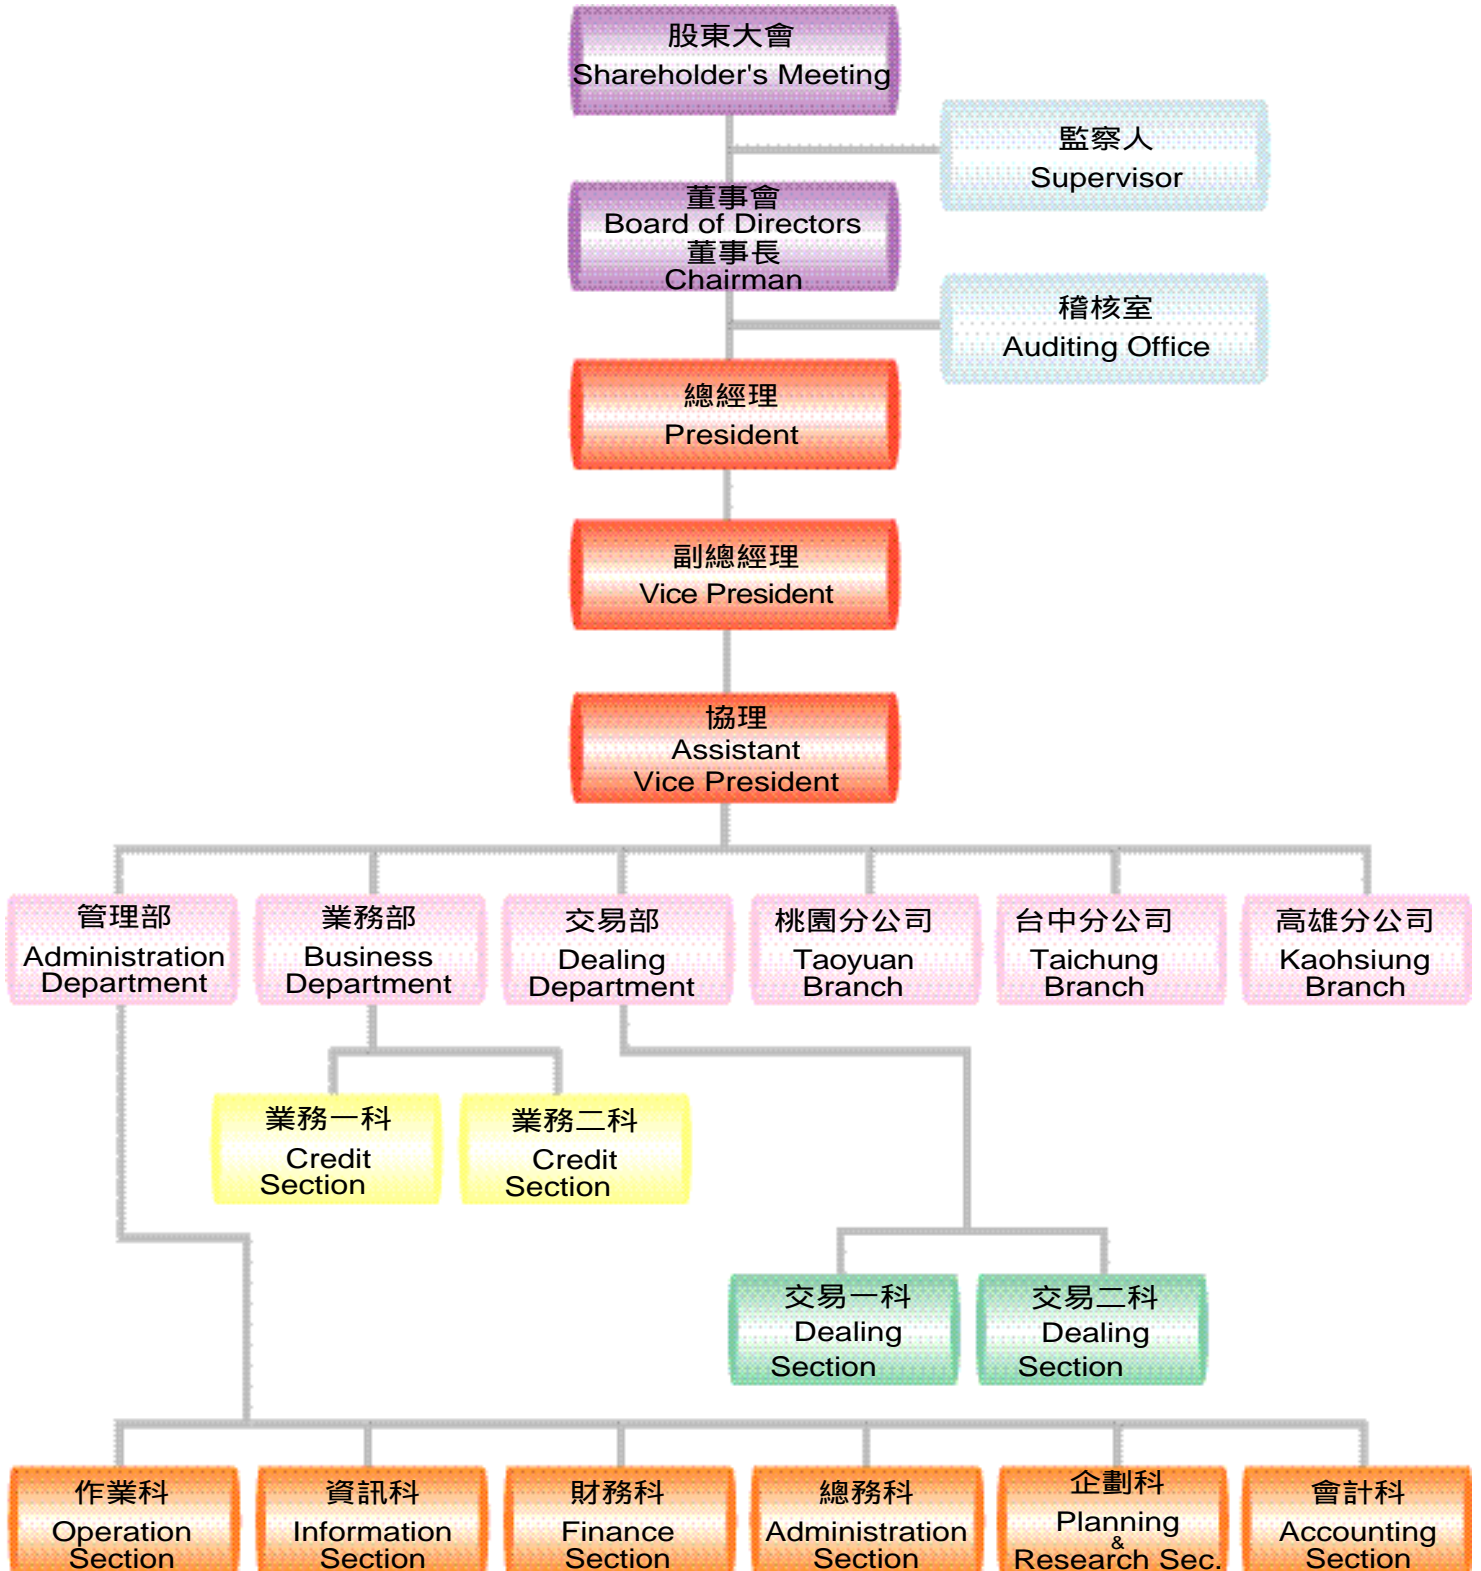 股東大會
Shareholder's Meeting
監察人
Supervisor
董事會
Board of Directors
董事長
Chairman
稽核室
Auditing Office
總經理
President
副總經理
Vice President
協理
Assistant
Vice President
管理部
Administration
Department
業務部
Business
Department
交易部
Dealing
Department
桃園分公司
Taoyuan
Branch
台中分公司
Taichung
Branch
高雄分公司
Kaohsiung
Branch
業務一科
Credit
Section
業務二科
Credit
Section
交易一科
Dealing
Section
交易二科
Dealing
Section
作業科
Operation
Section
資訊科
Information
Section
財務科
Finance
Section
總務科
Administration
Section
企劃科
Planning
&
Research Sec.
會計科
Accounting
Section